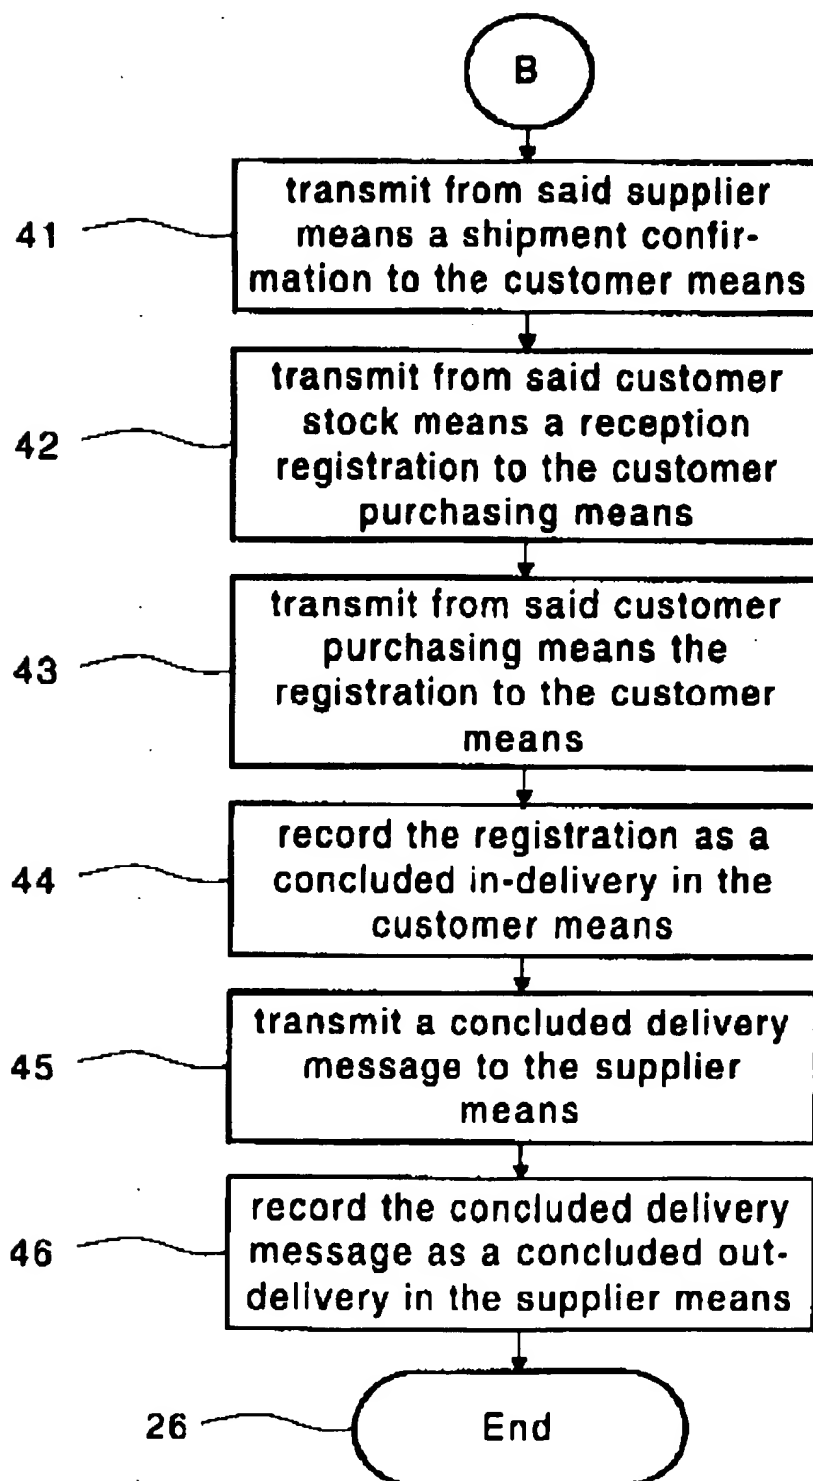 B
41
transmit from said supplier
means a shipment confir-
mation to the customer means
42
transmit from said customer
stock means a reception
registration to the customer
purchasing means
43
transmit from said customer
purchasing means the
registration to the customer
means
44
record the registration as a
concluded in-delivery in the
customer means
45
transmit a concluded delivery
message to the supplier
means
46
record the concluded delivery
message as a concluded out-
delivery in the supplier means
26
End